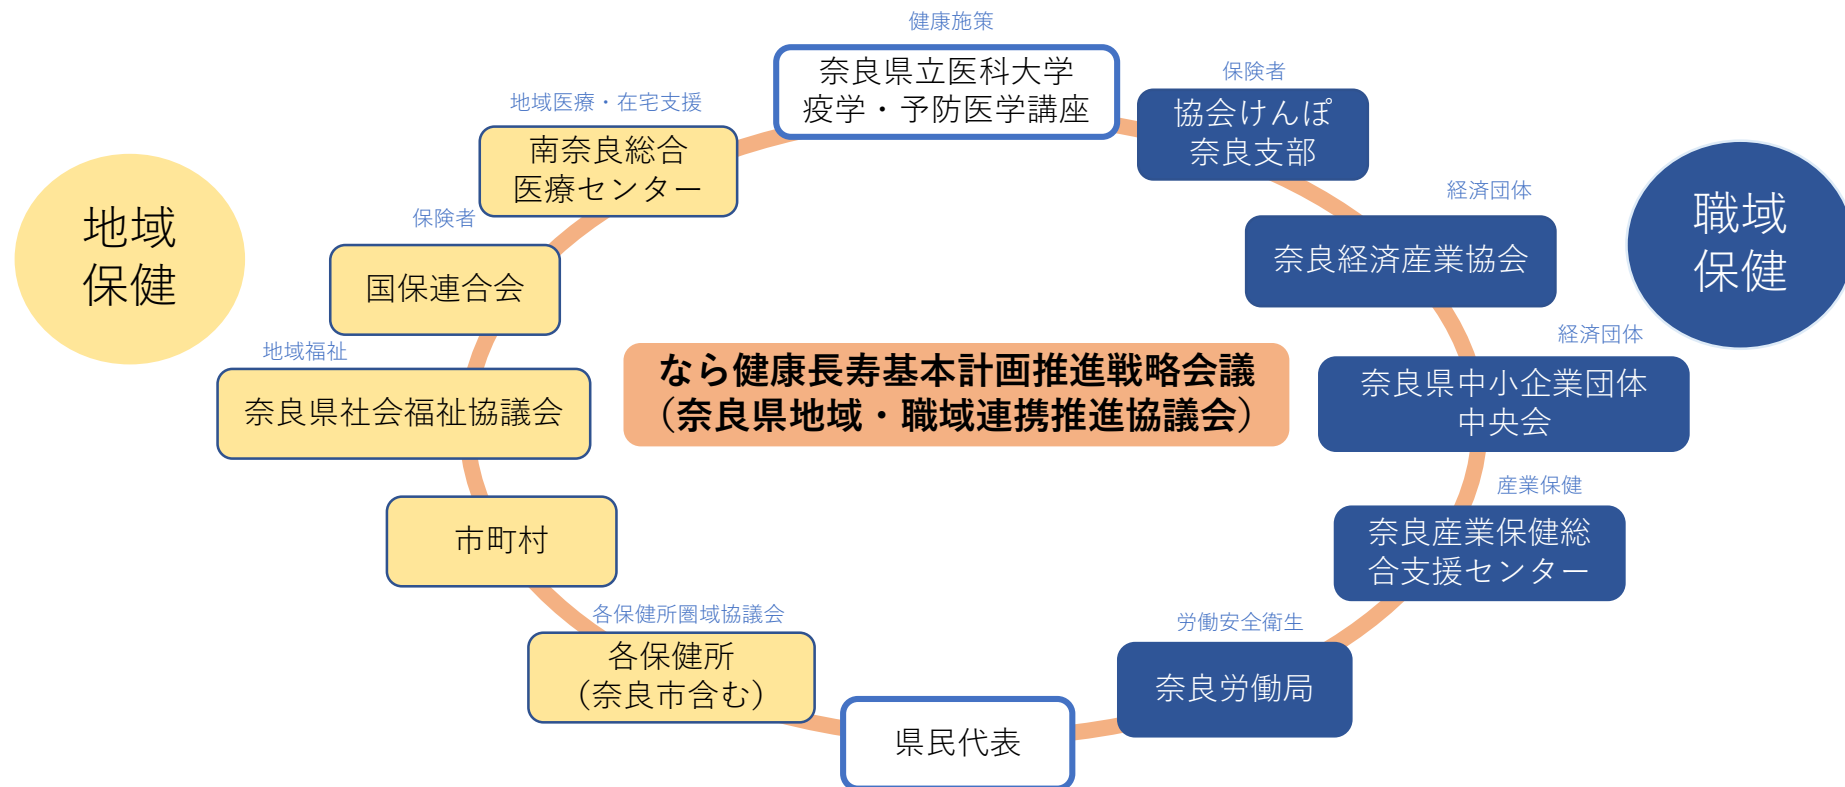 健康施策
奈良県立医科大学
疫学・予防医学講座
保険者
協会けんぽ
奈良支部
地域医療・在宅支援
南奈良総合
医療センター
経済団体
奈良経済産業協会
地域
保健
職域
保健
保険者
国保連合会
経済団体
奈良県中小企業団体
中央会
地域福祉
奈良県社会福祉協議会
なら健康長寿基本計画推進戦略会議
（奈良県地域・職域連携推進協議会）
産業保健
奈良産業保健総
合支援センター
市町村
各保健所圏域協議会
各保健所
（奈良市含む）
労働安全衛生
奈良労働局
県民代表